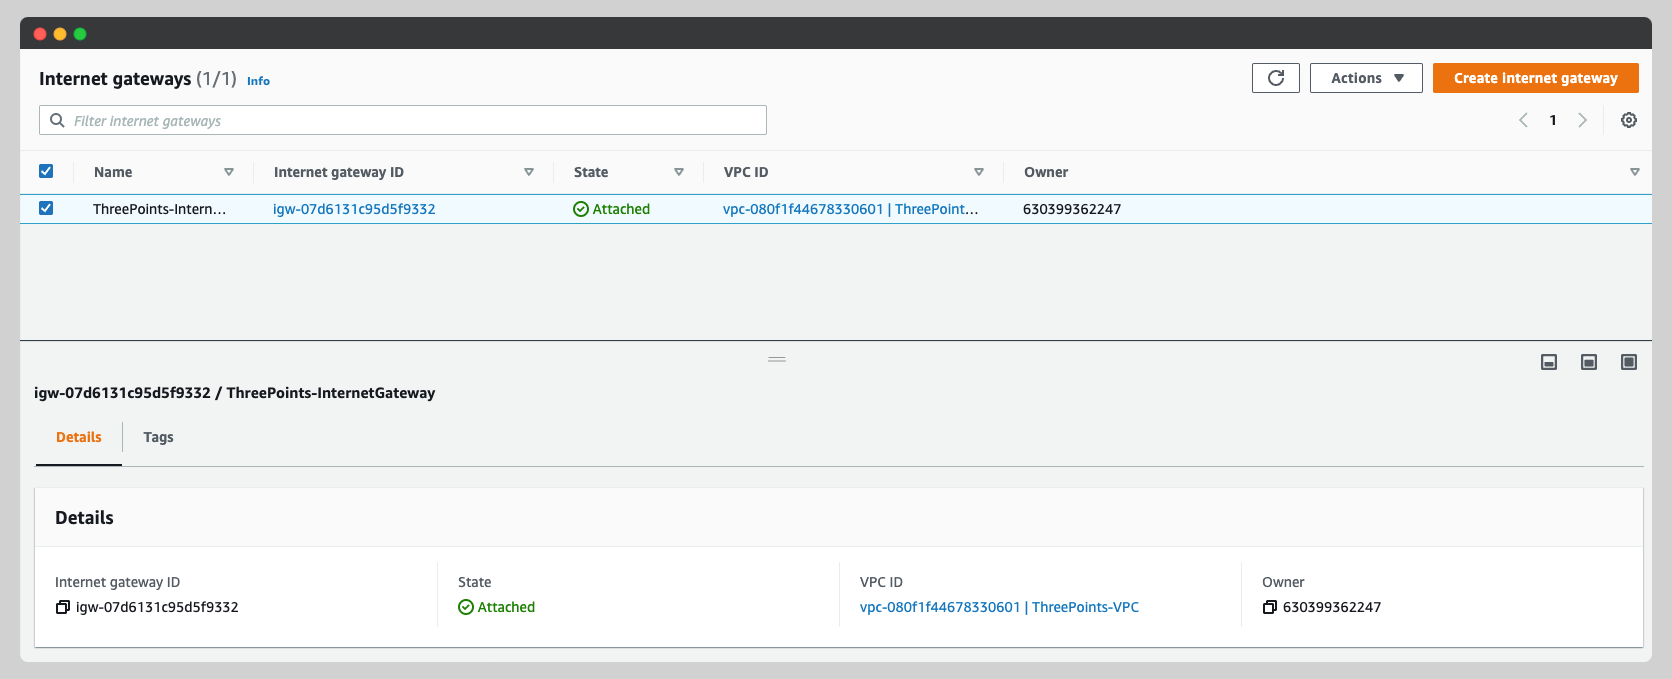 Internet gateways (1/1) Info
Actions
Create internet gateway
Filter internet gateways
1
Name Internet gateway ID State VPC ID Owner
ThreePoints-Intern... igw-07d6131c95d5f9332 Attached vpc-080f1f44678330601 | ThreePoint... 630399362247
igw-07d6131c95d5f9332 / ThreePoints-InternetGateway
Details Tags
Details
Internet gateway ID State VPC ID Owner
igw-07d6131c95d5f9332 Attached vpc-080f1f44678330601 | ThreePoints-VPC 630399362247